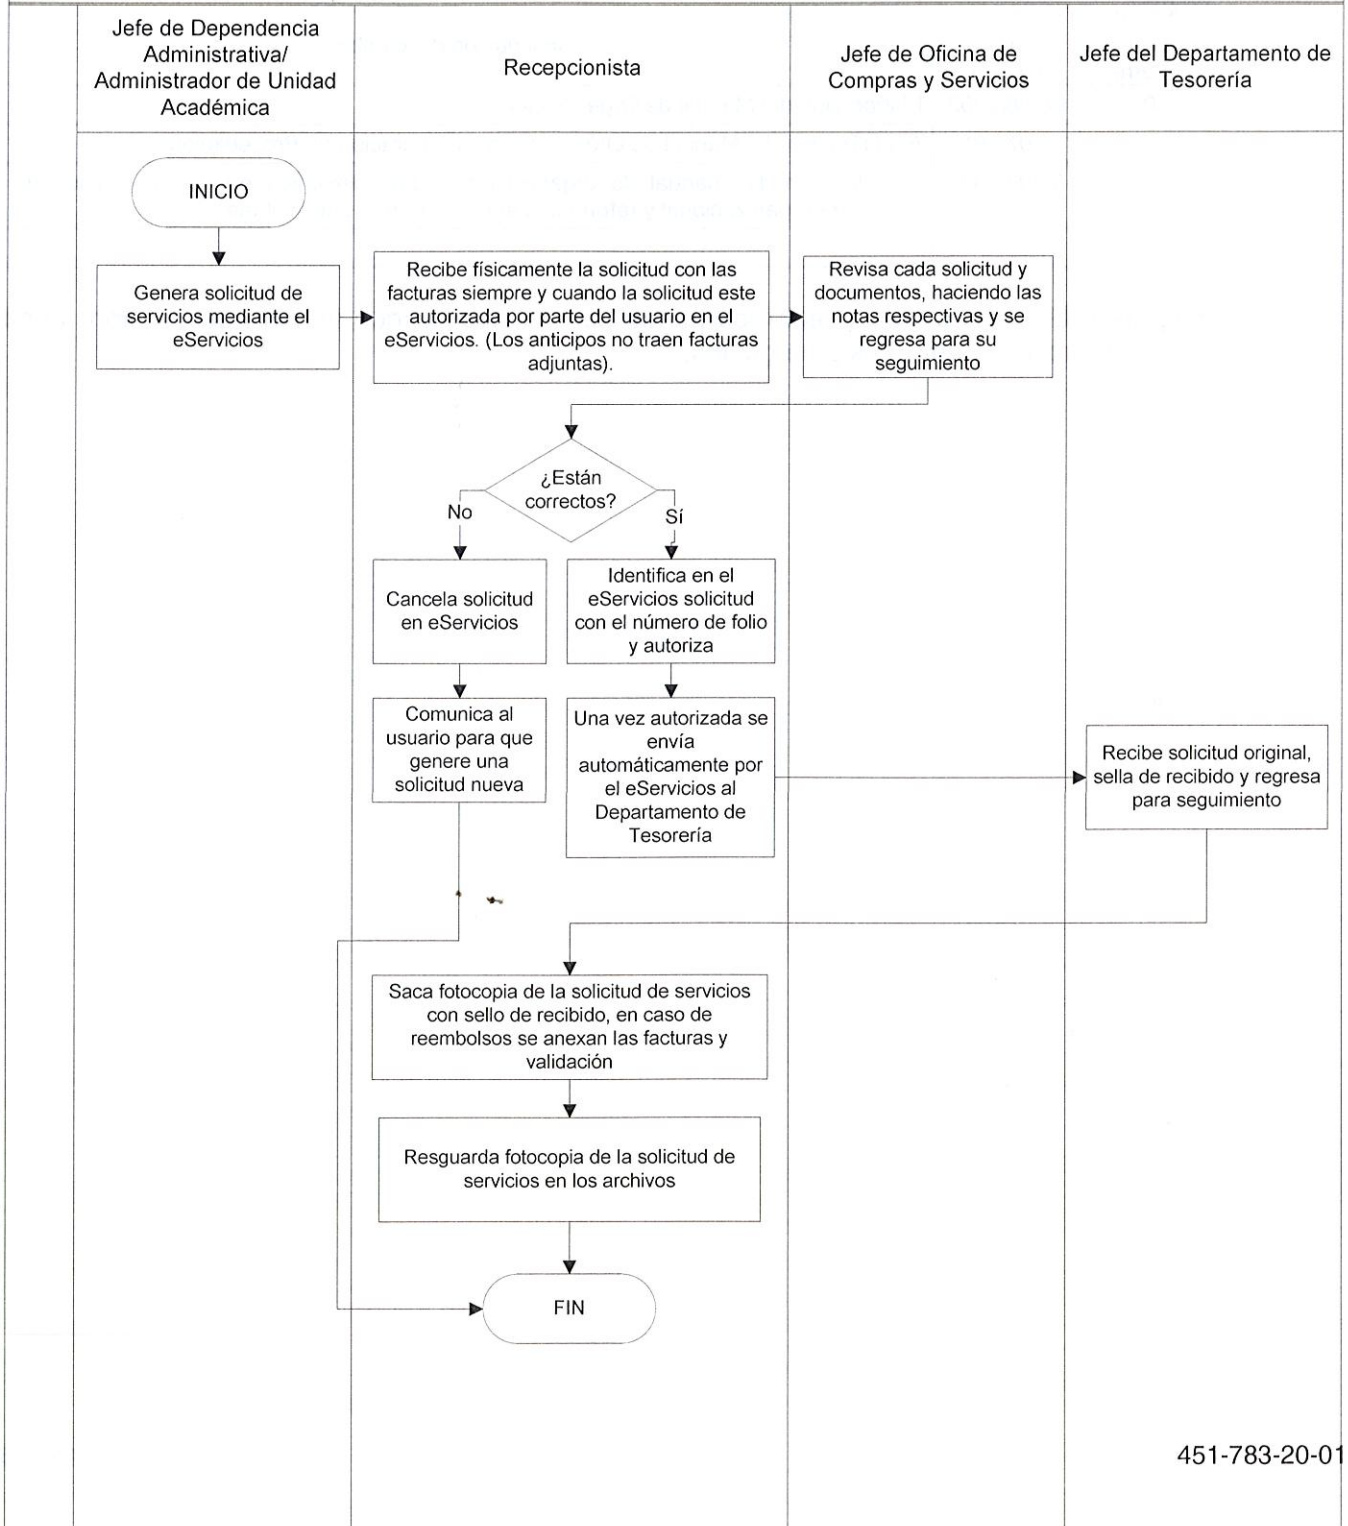 Jefe de Dependencia
Administrativa/
Administrador de Unidad
Académica
Recepcionista
Jefe de Oficina de
Compras y Servicios
Jefe del Departamento de
Tesorería
INICIO
Genera solicitud de
servicios mediante el
eServicios
Recibe físicamente la solicitud con las
facturas siempre y cuando la solicitud este
autorizada por parte del usuario en el
eServicios. (Los anticipos no traen facturas
adjuntas).
Revisa cada solicitud y
documentos, haciendo las
notas respectivas y se
regresa para su
seguimiento
¿Están
correctos?
No
Sí
Cancela solicitud
en eServicios
Identifica en el
eServicios solicitud
con el número de folio
y autoriza
Comunica al
usuario para que
genere una
solicitud nueva
Una vez autorizada se
envía
automáticamente por
el eServicios al
Departamento de
Tesorería
Recibe solicitud original,
sella de recibido y regresa
para seguimiento
Saca fotocopia de la solicitud de servicios
con sello de recibido, en caso de
reembolsos se anexan las facturas y
validación
Resguarda fotocopia de la solicitud de
servicios en los archivos
FIN
451-783-20-01